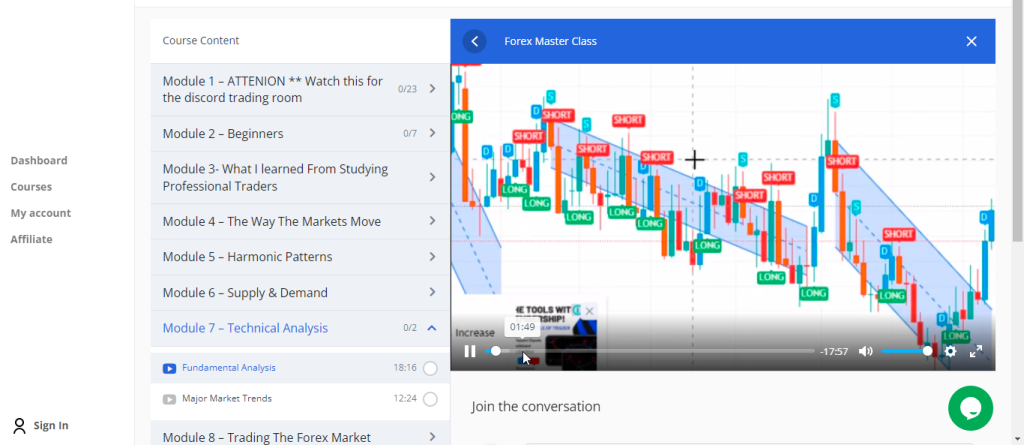 Dashboard
Courses
My account
Affiliate
Sign In
Course Content
Module 1 – ATTENION ** Watch this for
the discord trading room
0/23
Module 2 – Beginners
0/7
Module 3- What I learned From Studying
Professional Traders
Module 4 – The Way The Markets Move
Module 5 – Harmonic Patterns
Module 6 – Supply & Demand
Module 7 – Technical Analysis
0/2
Fundamental Analysis
18:16
Major Market Trends
12:24
Module 8 – Trading The Forex Market
Forex Master Class
S
S
D
SHORT
SHORT
ONG
S
SHORT
D
D
SHORT
SHORT
S
SHORT
D
D
SHORT
SHORT
LONG
LONG
D
S
LONG
LONG
D
LONG
SHORT
LONG
D
LONG
LONG
LONG
D
LONG
HE TOOLS WIT
Increase
01:49
-17:57
Join the conversation